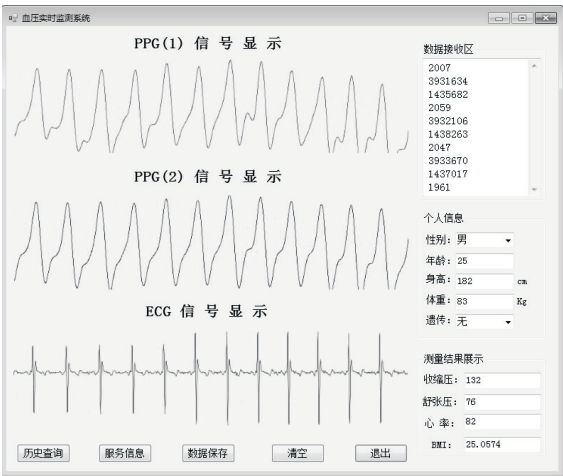 血压实时监测系统
PPG(1) 信 号 显 示
PPG(2) 信 号 显 示
ECG 信 号 显 示
历史查询
服务信息
数据保存
清空
退出
数据接收区
2007
3931634
1435682
2059
3932106
1438263
2047
3933670
1437017
1961
个人信息
性别: 男
年龄: 25
身高: 182 cm
体重: 83 Kg
遗传: 无
测量结果展示
收缩压: 132
舒张压: 76
心 率: 82
BMI: 25.0574